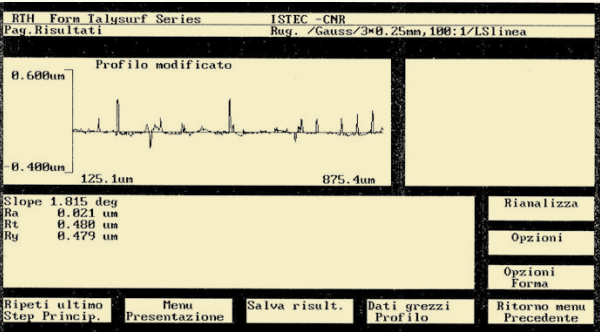 RTH Form Talysurf Series ISTEC -CNR
Pag.Risultati Rug. /Gauss/3*0.25mm,100:1/LSlinea
Profilo modificato
0.600um
-0.400um
125.1um 875.4um
Slope 1.815 deg
Ra 0.021 um
Rt 0.480 um
Ry 0.479 um
Rianalizza
Opzioni
Opzioni
Forma
Ripeti ultimo
Step Princip.
Menu
Presentazione
Salva risult.
Dati grezzi
Profilo
Ritorno menu
Precedente